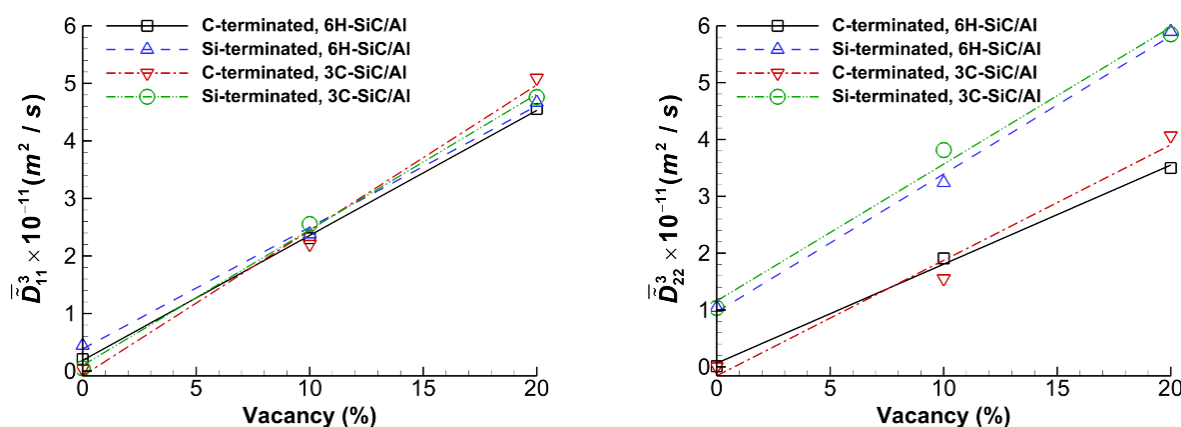 C-terminated, 6H-SiC/Al
Si-terminated, 6H-SiC/Al
C-terminated, 3C-SiC/Al
Si-terminated, 3C-SiC/Al
6
5
4
3
2
1
0
0 5 10 15 20
Vacancy (%)
D̃̅₁₁³ × 10⁻¹¹(m² / s)
C-terminated, 6H-SiC/Al
Si-terminated, 6H-SiC/Al
C-terminated, 3C-SiC/Al
Si-terminated, 3C-SiC/Al
6
5
4
3
2
1
0
0 5 10 15 20
Vacancy (%)
D̃̅₂₂³ × 10⁻¹¹(m² / s)